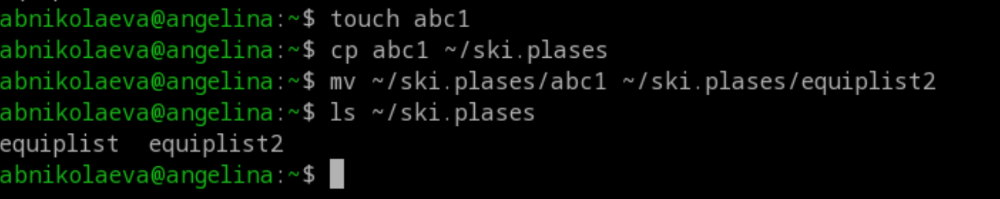 abnikolaeva@angelina:~$ touch abc1
abnikolaeva@angelina:~$ cp abc1 ~/ski.plases
abnikolaeva@angelina:~$ mv ~/ski.plases/abc1 ~/ski.plases/equiplist2
abnikolaeva@angelina:~$ ls ~/ski.plases
equiplist  equiplist2
abnikolaeva@angelina:~$